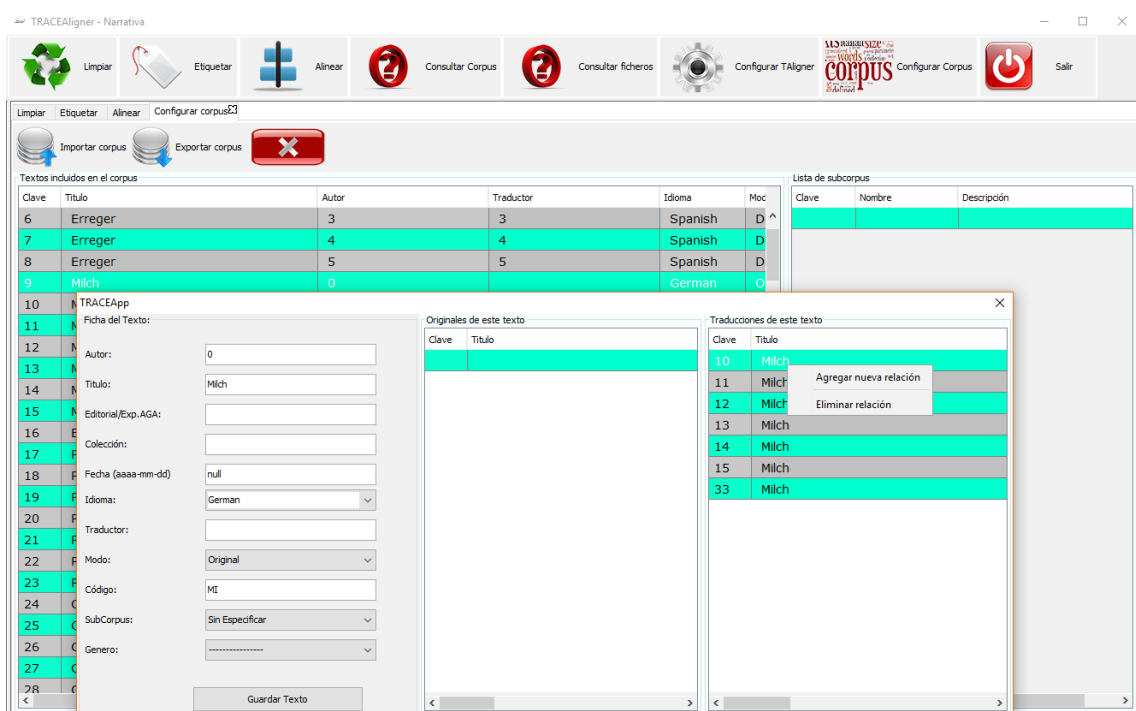 TRACEAligner - Narrativa
Limpiar Etiquetar Alinear Consultar Corpus Consultar ficheros Configurar TAligner corpus Configurar Corpus Salir
Limpiar Etiquetar Alinear Configurar corpus
Importar corpus Exportar corpus
Textos incluidos en el corpus Lista de subcorpus
Clave Titulo Autor Traductor Idioma Moc Clave Nombre Descripción
6 Erreger 3 3 Spanish D
7 Erreger 4 4 Spanish D
8 Erreger 5 5 Spanish D
9 Milch 0 German O
10 TRACEApp
11 Ficha del Texto: Originales de este texto Traducciones de este texto
Clave Titulo Clave Titulo
12 Autor: 0 10 Milch
13 Agregar nueva relación
14 Titulo: Milch 11 Milch
15 Editorial/Exp.AGA: 12 Milch Eliminar relación
16 13 Milch
17 Colección: 14 Milch
18 Fecha (aaaa-mm-dd) null 15 Milch
19 Idioma: German 33 Milch
20
21 Traductor:
22 Modo: Original
23 Código: MI
24
25 SubCorpus: Sin Especificar
26 Genero: ----------------
27
28 Guardar Texto